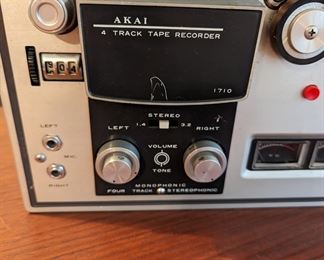 AKAI
4 TRACK TAPE RECORDER
1710
STEREO
LEFT 1.4 3.2 RIGHT
LEFT
MIC.
RIGHT
VOLUME
TONE
MONOPHONIC
FOUR TRACK STEREOPHONIC